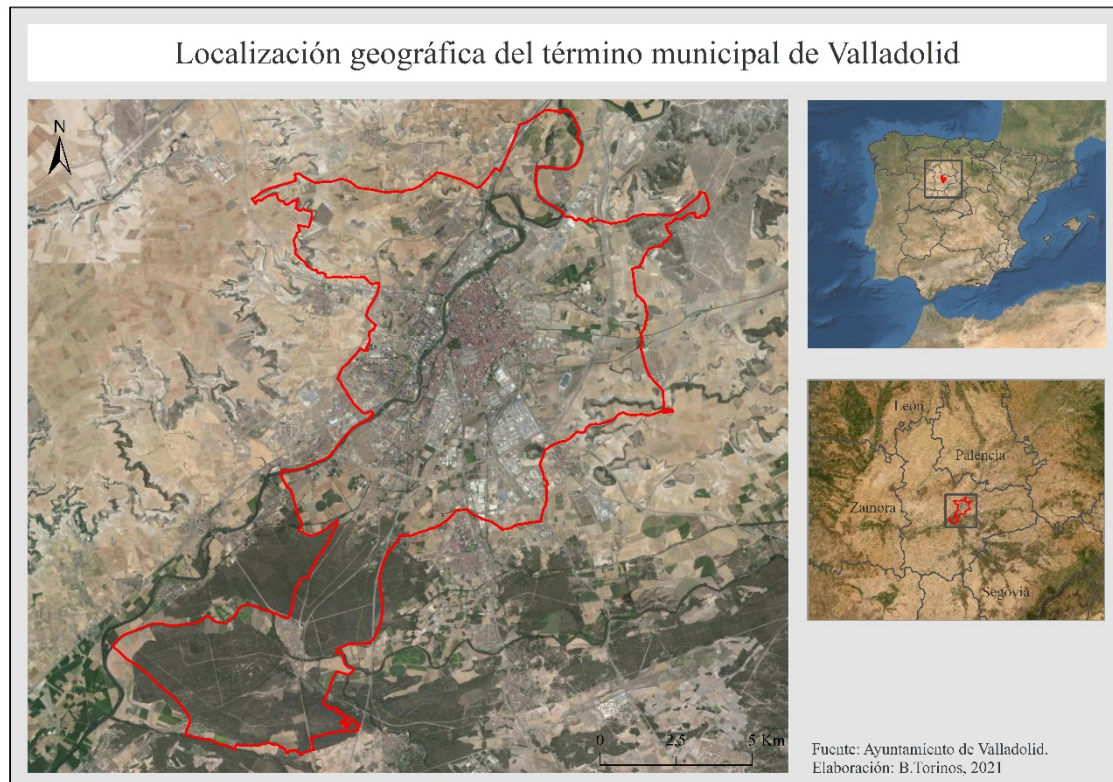 Localización geográfica del término municipal de Valladolid
N
0 2.5 5 Km
León
Palencia
Zamora
Segovia
Fuente: Ayuntamiento de Valladolid.
Elaboración: B.Torinos, 2021